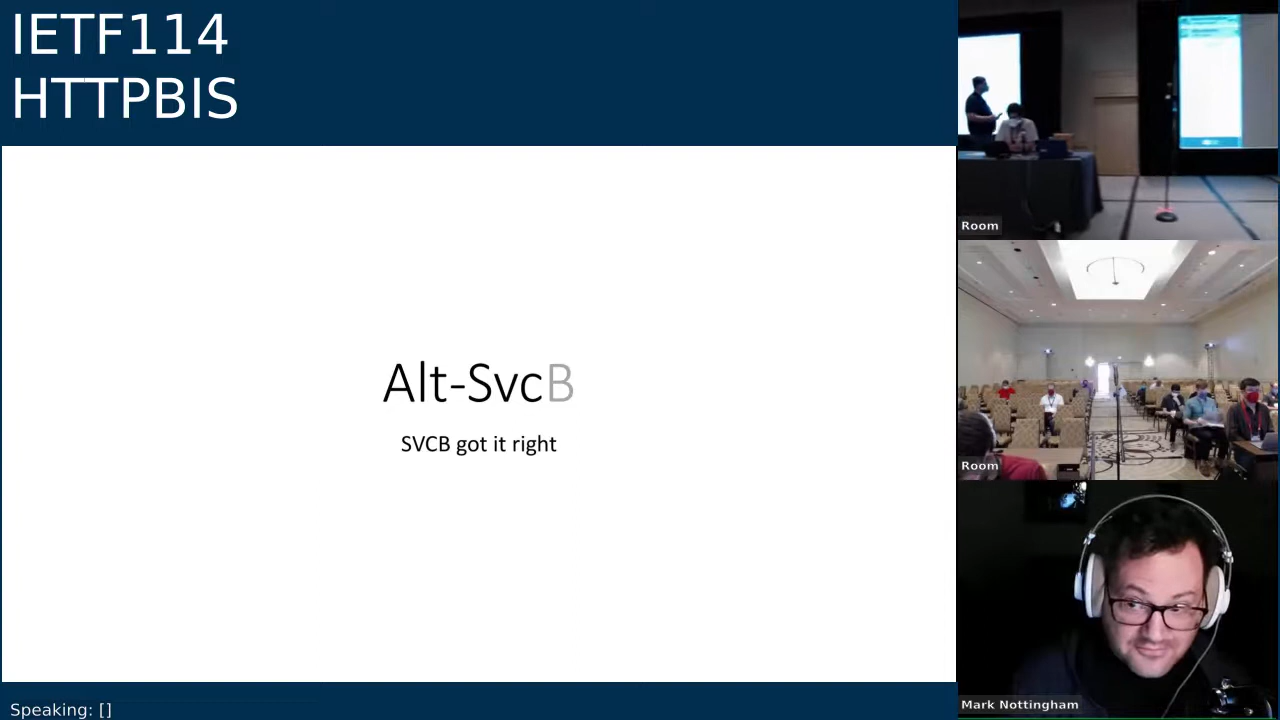 IETF114
HTTPBIS
Alt-SvcB
SVCB got it right
Room
Room
Mark Nottingham
Speaking: []